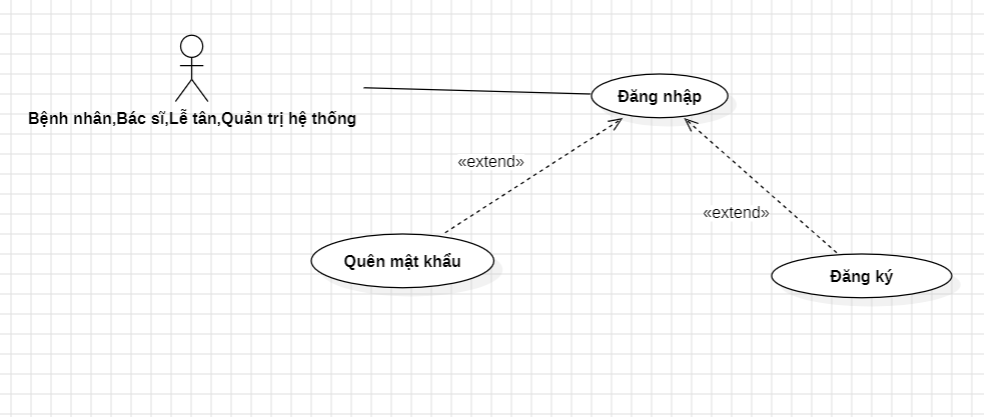 Đăng nhập
Bệnh nhân,Bác sĩ,Lễ tân,Quản trị hệ thống
«extend»
«extend»
Quên mật khẩu
Đăng ký